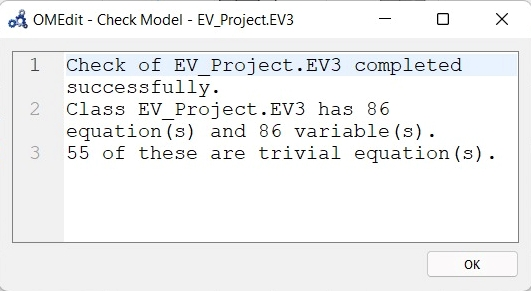 OMEdit - Check Model - EV_Project.EV3
1 Check of EV_Project.EV3 completed
successfully.
2 Class EV_Project.EV3 has 86
equation(s) and 86 variable(s).
3 55 of these are trivial equation(s).
OK